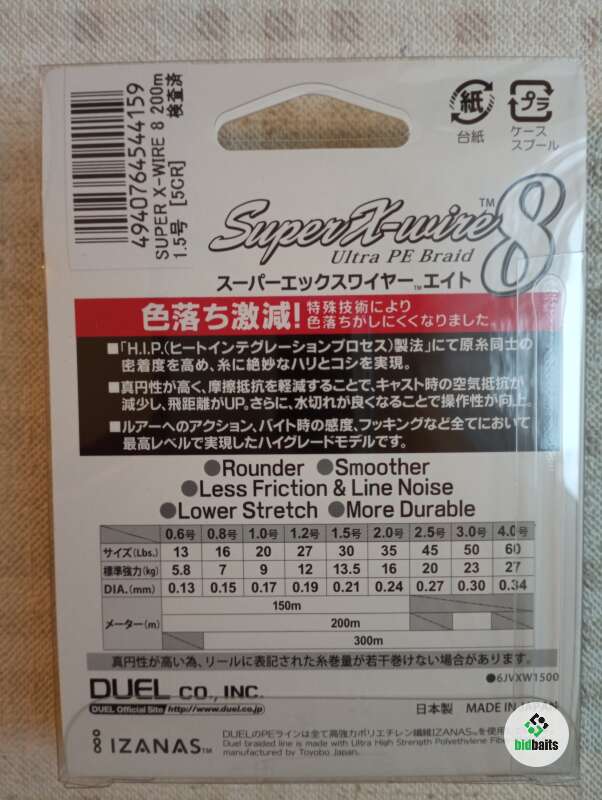 4940764544159
SUPER X-WIRE 8 200m
1.5号 [5CR]
検査済
紙
台紙
プラ
ケース
スプール
Super X-wire 8™
Ultra PE Braid
スーパーエックスワイヤー™エイト
色落ち激減！特殊技術により
色落ちがしにくくなりました
■「H.I.P.（ヒートインテグレーションプロセス）製法」にて原糸同士の
密着度を高め、糸に絶妙なハリとコシを実現。
■真円性が高く、摩擦抵抗を軽減することで、キャスト時の空気抵抗が
減少し、飛距離がUP。さらに、水切れが良くなることで操作性が向上。
■ルアーへのアクション、バイト時の感度、フッキングなど全てにおいて
最高レベルで実現したハイグレードモデルです。
●Rounder ●Smoother
●Less Friction & Line Noise
●Lower Stretch ●More Durable
0.6号 0.8号 1.0号 1.2号 1.5号 2.0号 2.5号 3.0号 4.0号
サイズ(Lbs.) 13 16 20 27 30 35 45 50 60
標準強力(kg) 5.8 7 9 12 13.5 16 20 23 27
DIA.(mm) 0.13 0.15 0.17 0.19 0.21 0.24 0.27 0.30 0.34
メーター(m) 150m
200m
300m
真円性が高い為、リールに表記された糸巻量が若干巻けない場合があります。
●6JVXW1500
DUEL CO., INC.
DUEL Official Site http://www.duel.co.jp
日本製 MADE IN JAPAN
IZANAS™
DUELのPEラインは全て高強力ポリエチレン繊維IZANAS®を使用
Duel braided line is made with Ultra High Strength Polyethylene Fiber
manufactured by Toyobo Japan.
bidbaits